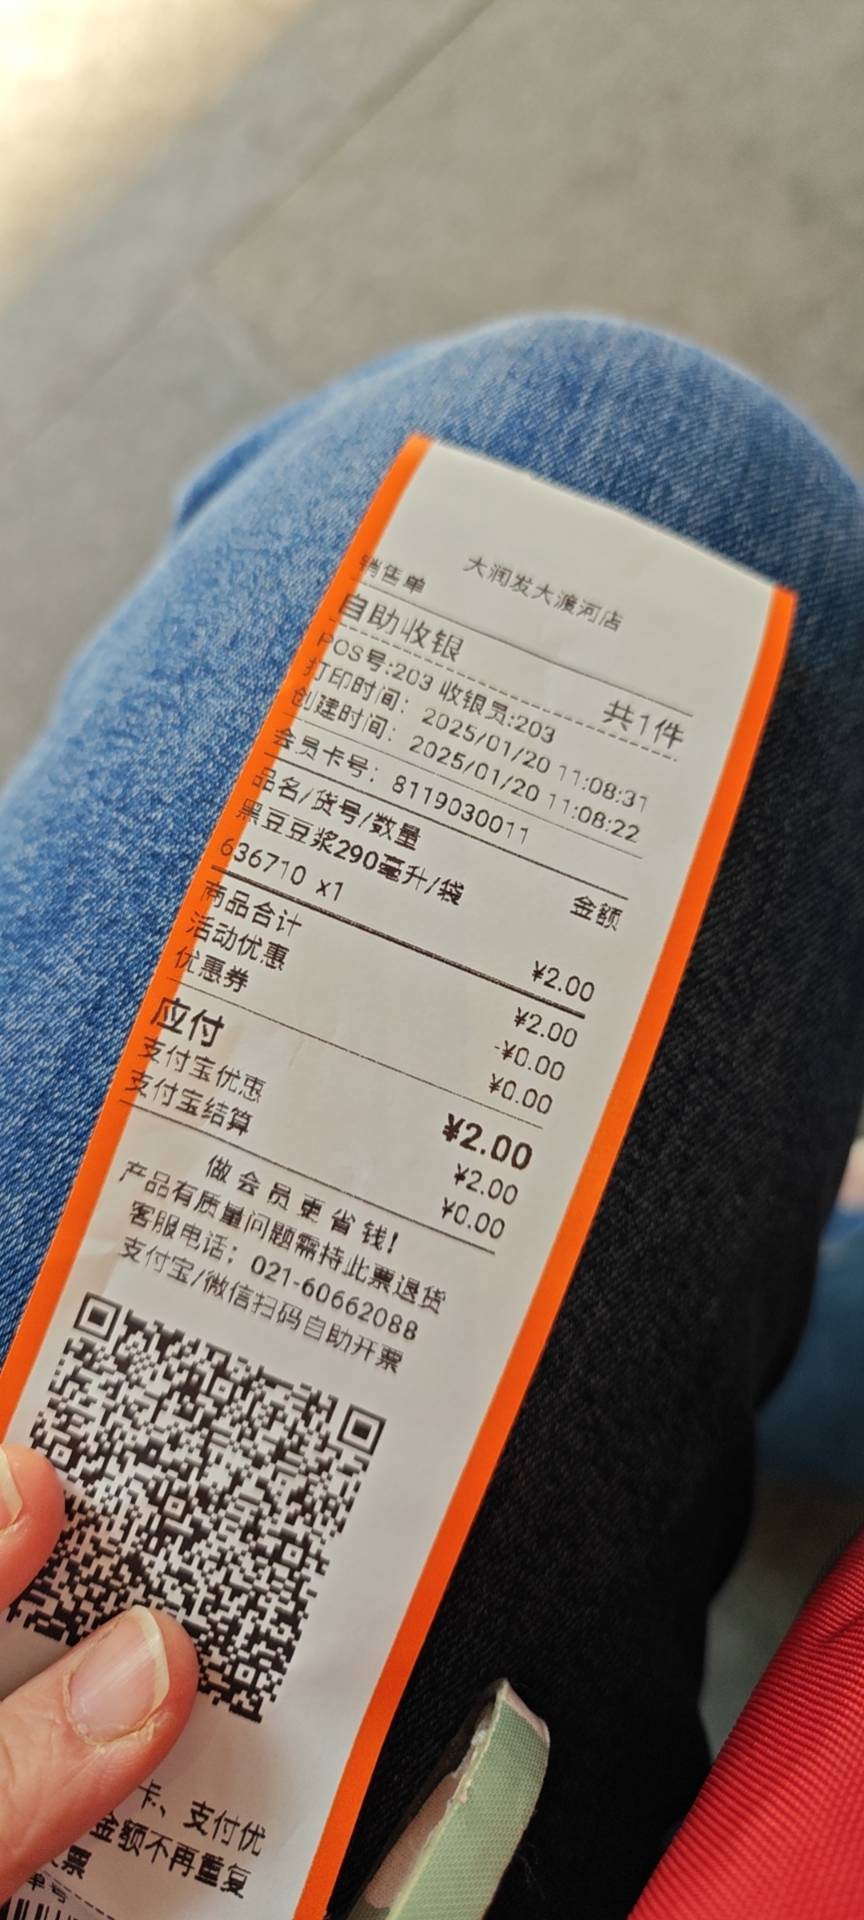 大润发大渡河店
销售单
自助收银 共1件
POS号:203 收银员:203
打印时间: 2025/01/20 11:08:31
创建时间: 2025/01/20 11:08:22
会员卡号: 8119030011
品名/货号/数量 金额
黑豆豆浆290毫升/袋
636710 x1 ¥2.00
商品合计 ¥2.00
活动优惠 -¥0.00
优惠券 ¥0.00
应付 ¥2.00
支付宝优惠 ¥2.00
支付宝结算 ¥0.00
做会员更省钱!
产品有质量问题需持此票退货
客服电话: 021-60662088
支付宝/微信扫码自助开票
卡、支付优
金额不再重复
票
单号